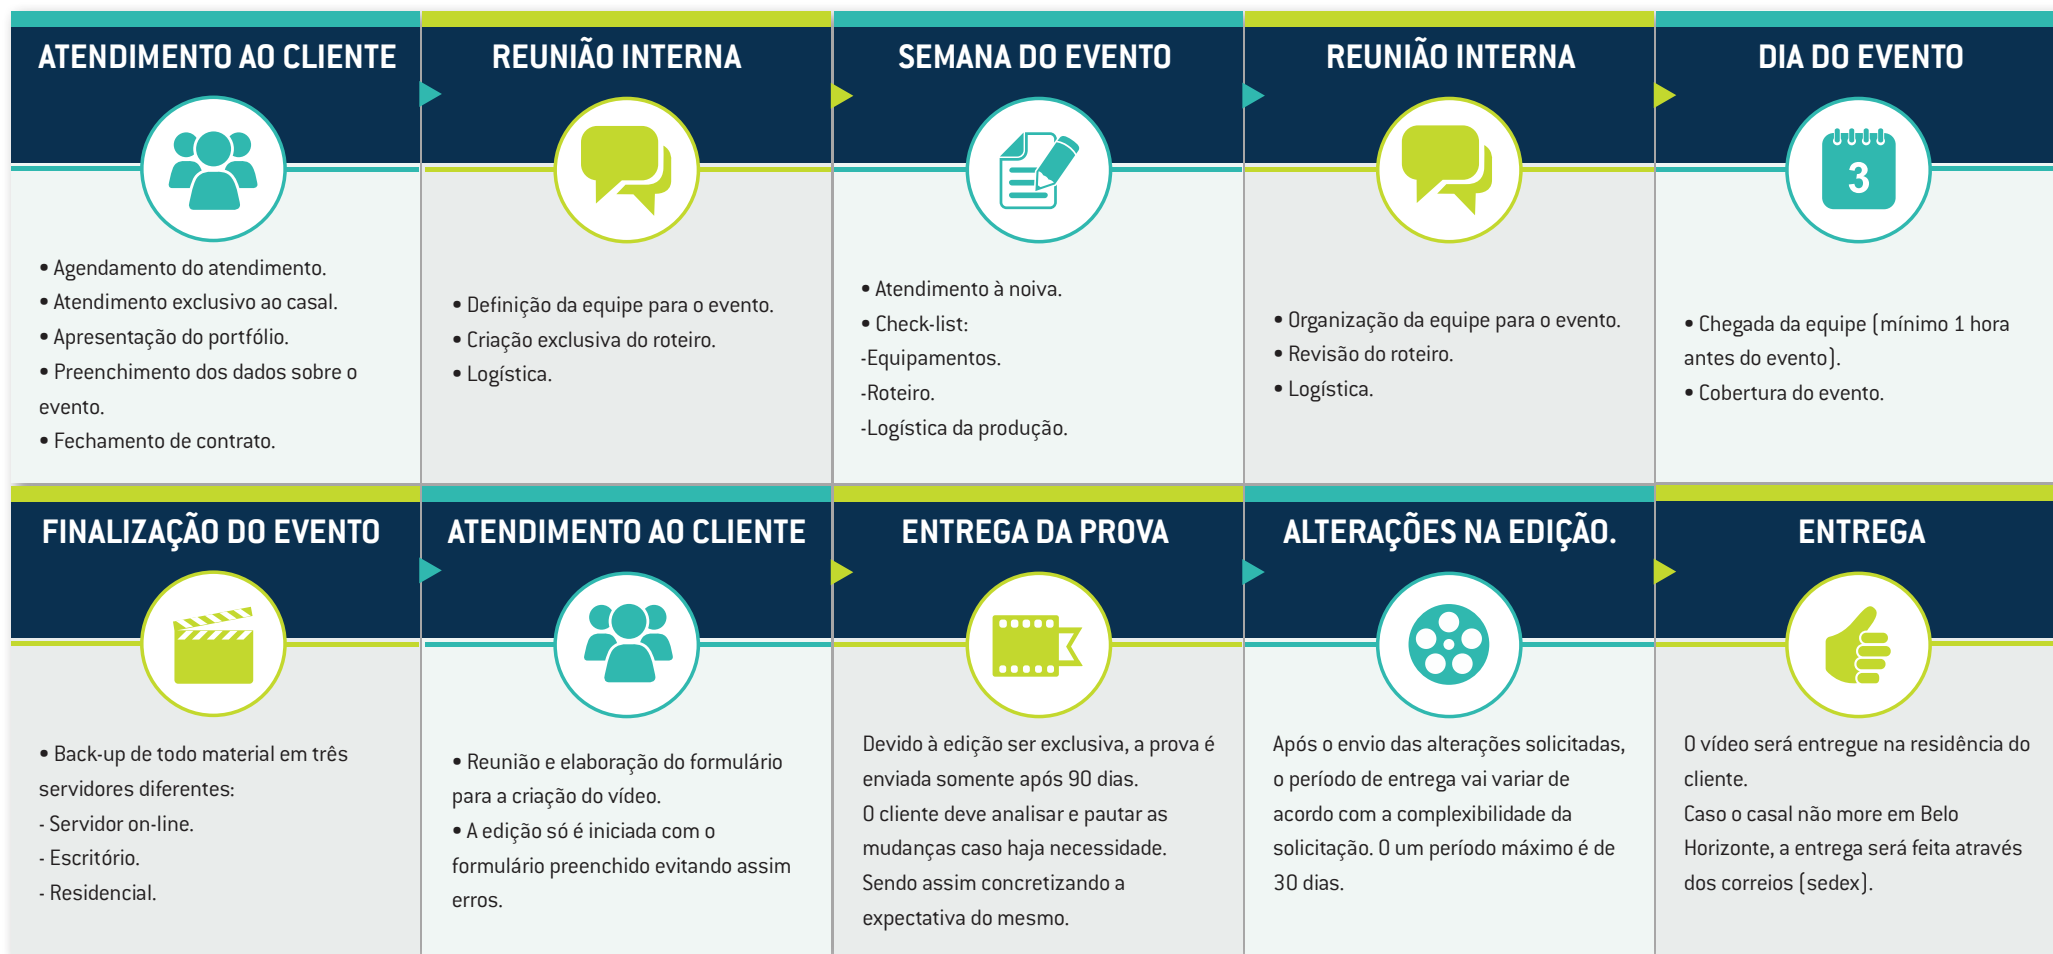 ATENDIMENTO AO CLIENTE
• Agendamento do atendimento.
• Atendimento exclusivo ao casal.
• Apresentação do portfólio.
• Preenchimento dos dados sobre o
evento.
• Fechamento de contrato.
REUNIÃO INTERNA
• Definição da equipe para o evento.
• Criação exclusiva do roteiro.
• Logística.
SEMANA DO EVENTO
• Atendimento à noiva.
• Check-list:
-Equipamentos.
-Roteiro.
-Logística da produção.
REUNIÃO INTERNA
• Organização da equipe para o evento.
• Revisão do roteiro.
• Logística.
DIA DO EVENTO
3
• Chegada da equipe (mínimo 1 hora
antes do evento).
• Cobertura do evento.
FINALIZAÇÃO DO EVENTO
• Back-up de todo material em três
servidores diferentes:
- Servidor on-line.
- Escritório.
- Residencial.
ATENDIMENTO AO CLIENTE
• Reunião e elaboração do formulário
para a criação do vídeo.
• A edição só é iniciada com o
formulário preenchido evitando assim
erros.
ENTREGA DA PROVA
Devido à edição ser exclusiva, a prova é
enviada somente após 90 dias.
O cliente deve analisar e pautar as
mudanças caso haja necessidade.
Sendo assim concretizando a
expectativa do mesmo.
ALTERAÇÕES NA EDIÇÃO.
Após o envio das alterações solicitadas,
o período de entrega vai variar de
acordo com a complexibilidade da
solicitação. O um período máximo é de
30 dias.
ENTREGA
O vídeo será entregue na residência do
cliente.
Caso o casal não more em Belo
Horizonte, a entrega será feita através
dos correios (sedex).